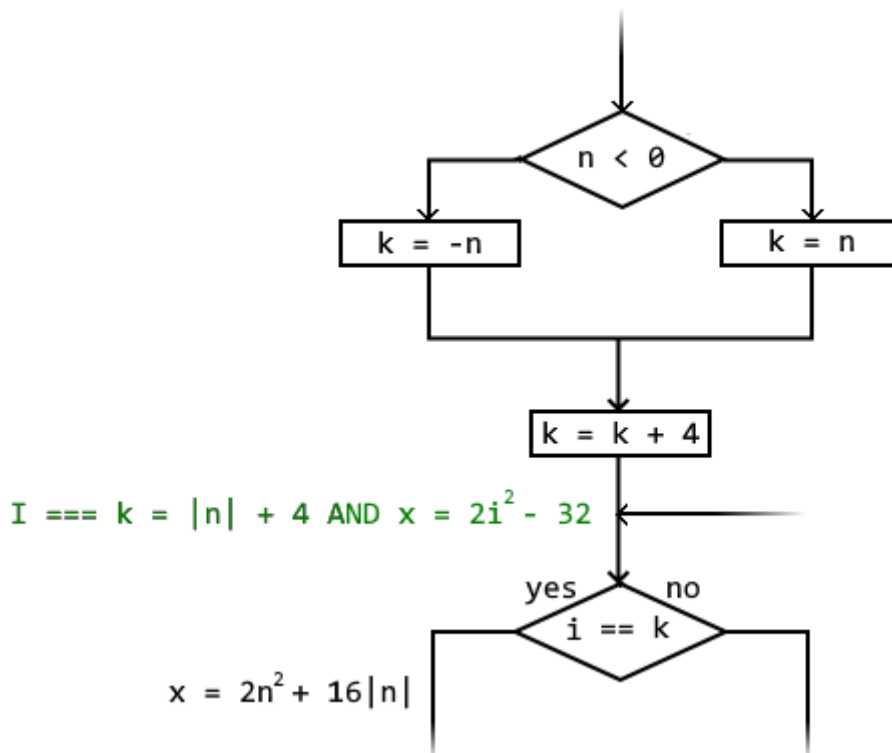 n < 0
k = -n
k = n
k = k + 4
I === k = |n| + 4 AND x = 2i² - 32
yes
no
i == k
x = 2n² + 16|n|